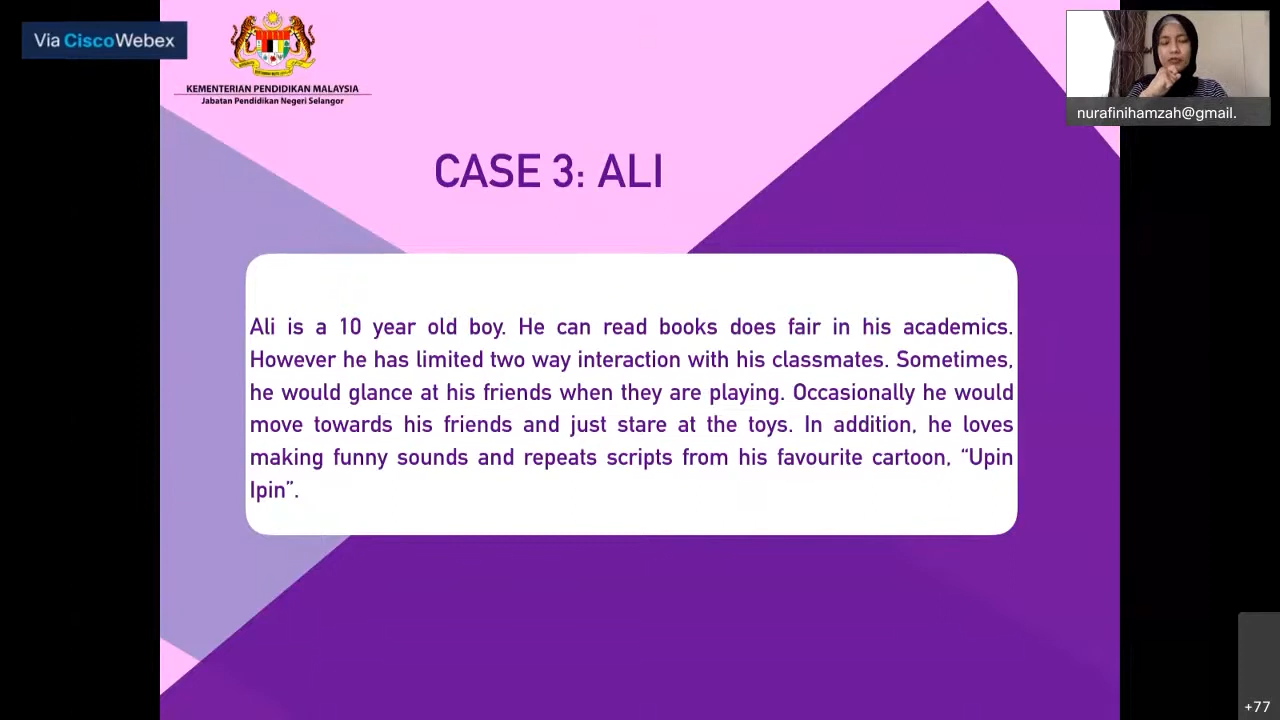 Via Cisco Webex
KEMENTERIAN PENDIDIKAN MALAYSIA
Jabatan Pendidikan Negeri Selangor
nurafinihamzah@gmail.
CASE 3: ALI
Ali is a 10 year old boy. He can read books does fair in his academics.
However he has limited two way interaction with his classmates. Sometimes,
he would glance at his friends when they are playing. Occasionally he would
move towards his friends and just stare at the toys. In addition, he loves
making funny sounds and repeats scripts from his favourite cartoon, “Upin
Ipin”.
+77